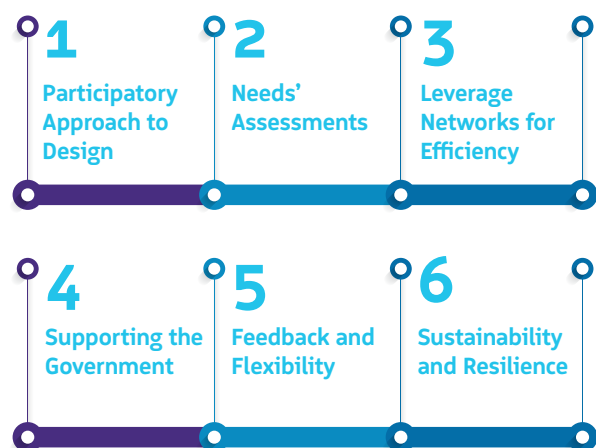 1
Participatory
Approach to
Design
2
Needs’
Assessments
3
Leverage
Networks for
Efficiency
4
Supporting the
Government
5
Feedback and
Flexibility
6
Sustainability
and Resilience